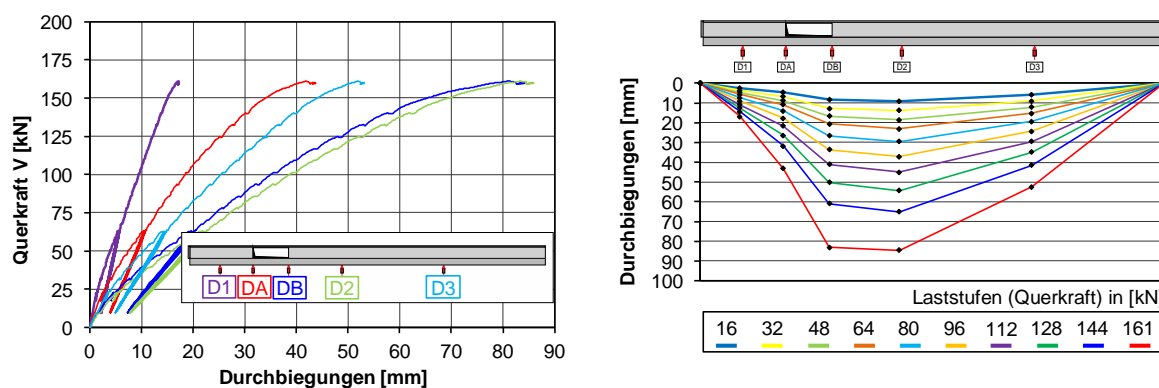 200
175
150
125
100
75
50
25
0
Querkraft V [kN]
0 10 20 30 40 50 60 70 80 90
Durchbiegungen [mm]
D1 DA DB D2 D3
D1 DA DB D2 D3
0
10
20
30
40
50
60
70
80
90
100
Durchbiegungen [mm]
Laststufen (Querkraft) in [kN
16 32 48 64 80 96 112 128 144 161